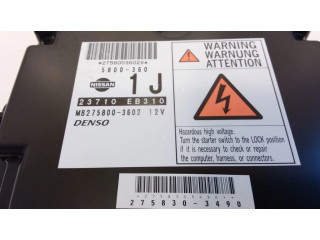 *2758003602*
5800-360
NISSAN
1J
23710 EB310
MB275800-3602 12V
DENSO
WARNING
WARNUNG
ATTENTION
Hazardous high voltage.
Turn the starter switch to the LOCK position
if it is necessary to check or repair
the computer, harness, or connectors.
275830-3490